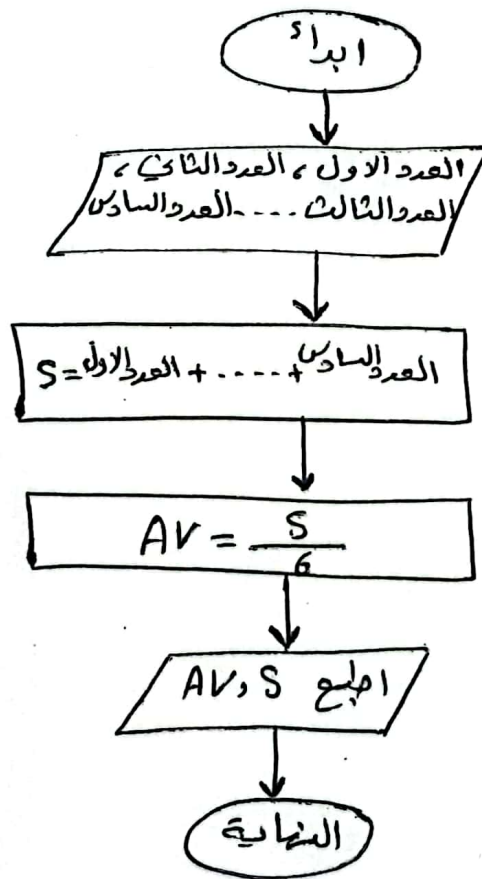 ابداء
العدد الاول ، العدد الثاني ،
العدد الثالث .... العدد السادس
S = العدد الاول + ..... + العدد السادس
AV = S
6
اطبع AV, S
النهاية